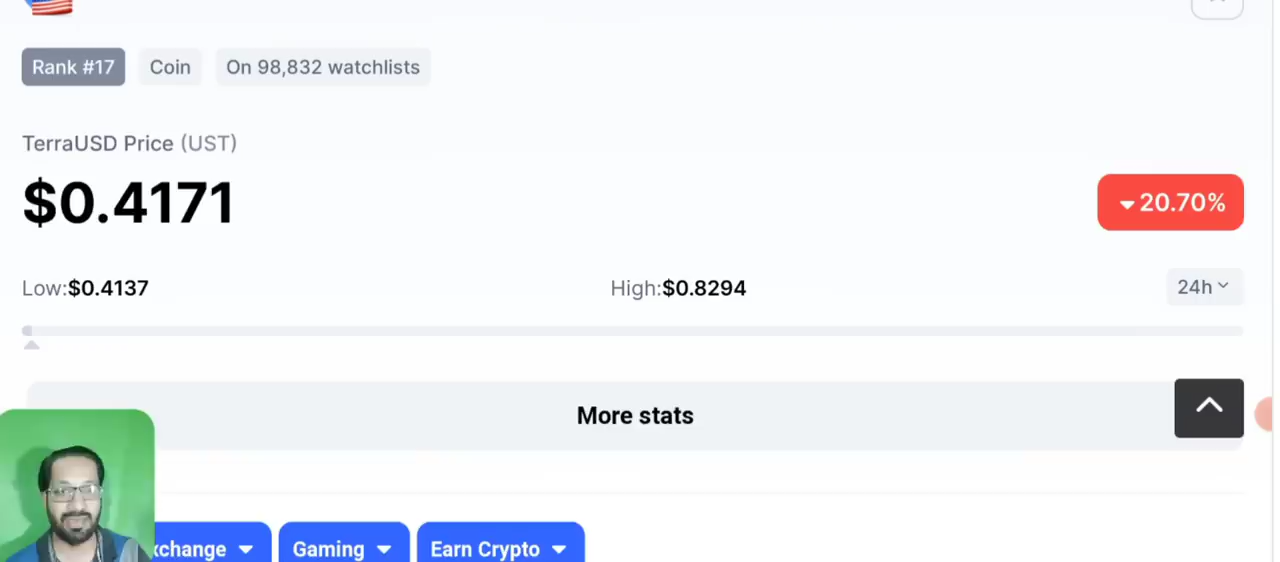 Rank #17 Coin On 98,832 watchlists
TerraUSD Price (UST)
$0.4171 20.70%
Low:$0.4137 High:$0.8294 24h
More stats
xchange Gaming Earn Crypto